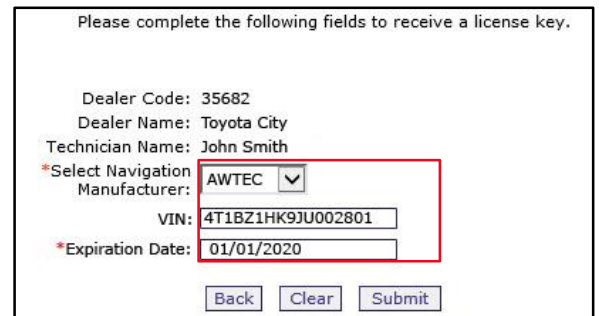 Please complete the following fields to receive a license key.
Dealer Code: 35682
Dealer Name: Toyota City
Technician Name: John Smith
*Select Navigation
Manufacturer: AWTEC
VIN: 4T1BZ1HK9JU002801
*Expiration Date: 01/01/2020
Back Clear Submit